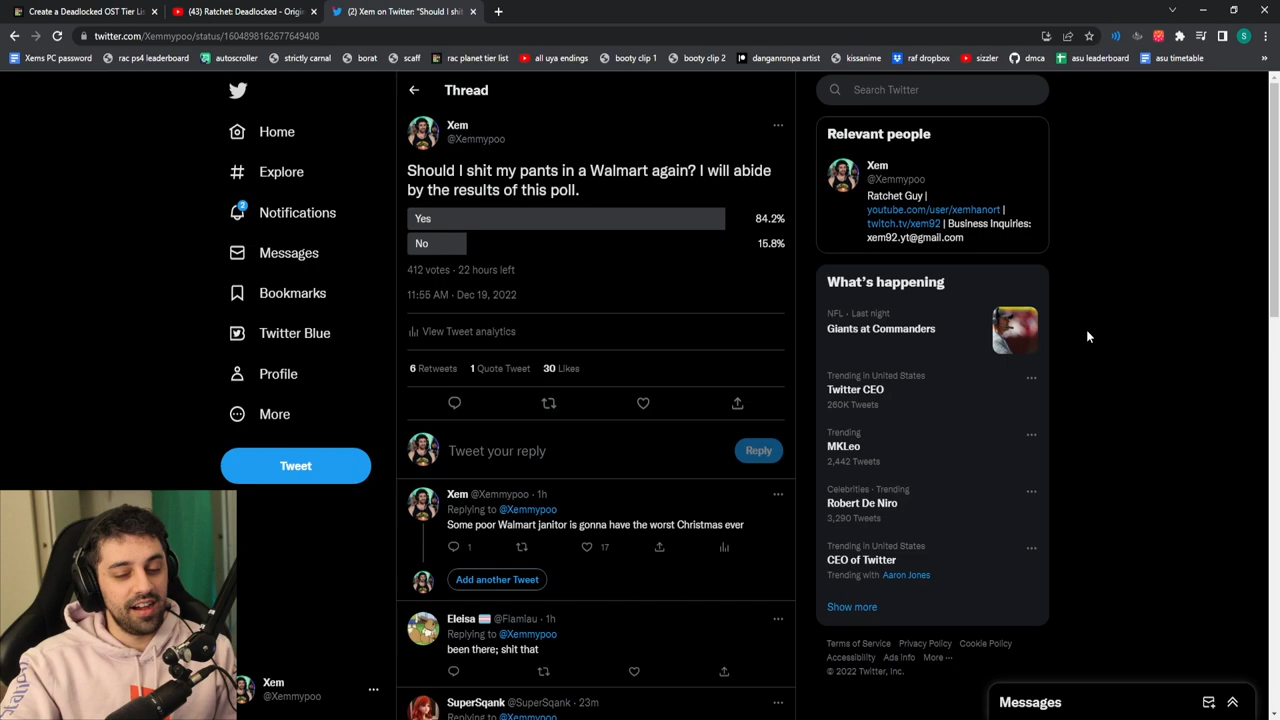 Create a Deadlocked OST Tier Lis
(43) Ratchet: Deadlocked - Origin
(2) Xem on Twitter: "Should I shit
twitter.com/Xemmypoo/status/1604898162677649408
Xems PC password
rac ps4 leaderboard
autoscroller
strictly carnal
borat
scaff
rac planet tier list
all uya endings
booty clip 1
booty clip 2
danganronpa artist
kissanime
raf dropbox
sizzler
dmca
asu leaderboard
asu timetable
Home
Explore
2
Notifications
Messages
Bookmarks
Twitter Blue
Profile
More
Tweet
Xem
@Xemmypoo
Thread
Xem
@Xemmypoo
Should I shit my pants in a Walmart again? I will abide
by the results of this poll.
Yes 84.2%
No 15.8%
412 votes · 22 hours left
11:55 AM · Dec 19, 2022
View Tweet analytics
6 Retweets 1 Quote Tweet 30 Likes
Tweet your reply
Reply
Xem @Xemmypoo · 1h
Replying to @Xemmypoo
Some poor Walmart janitor is gonna have the worst Christmas ever
1 17
Add another Tweet
Eleisa @Fiamlau · 1h
Replying to @Xemmypoo
been there; shit that
SuperSqank @SuperSqank · 23m
Replying to @Xemmypoo
Search Twitter
Relevant people
Xem
@Xemmypoo
Ratchet Guy |
youtube.com/user/xemhanort |
twitch.tv/xem92 | Business Inquiries:
xem92.yt@gmail.com
What's happening
NFL · Last night
Giants at Commanders
Trending in United States
Twitter CEO
260K Tweets
Trending
MKLeo
2,442 Tweets
Celebrities · Trending
Robert De Niro
3,290 Tweets
Trending in United States
CEO of Twitter
Trending with Aaron Jones
Show more
Terms of Service Privacy Policy Cookie Policy
Accessibility Ads info More ···
© 2022 Twitter, Inc.
Messages